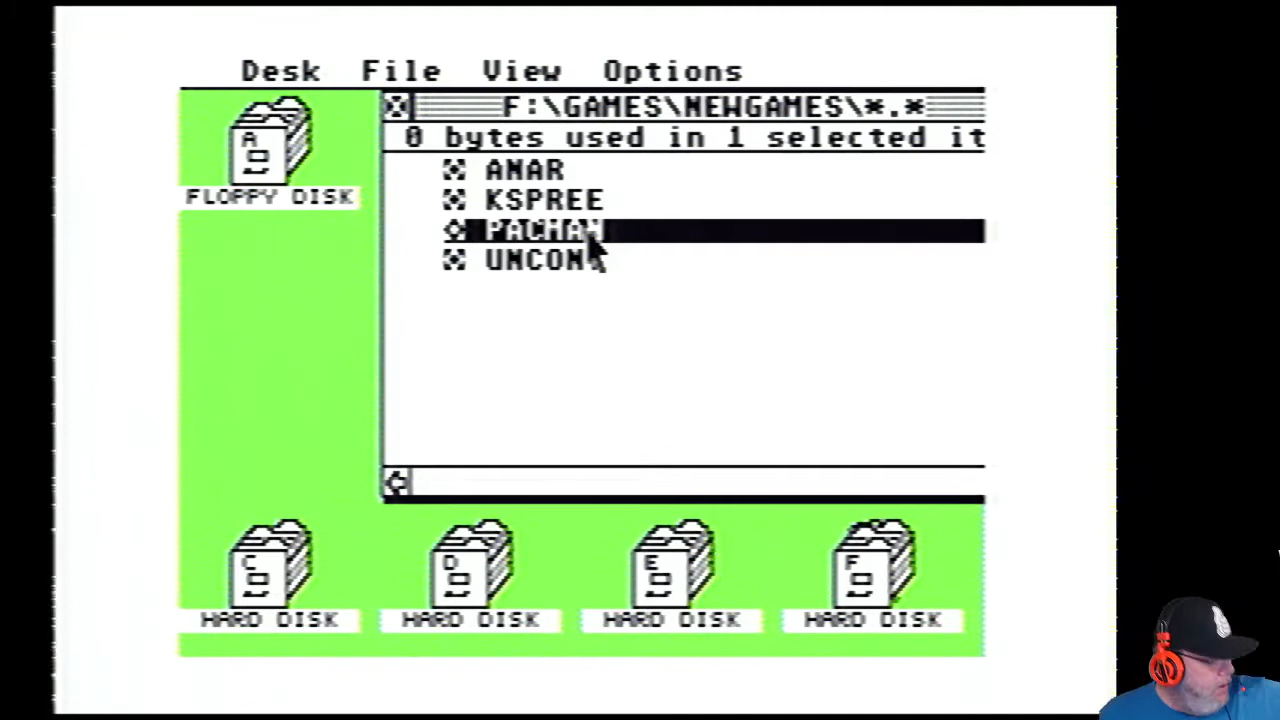 Desk File View Options
F:\GAMES\NEWGAMES\*.*
0 bytes used in 1 selected it
ANAR
KSPREE
PACMAN
A
FLOPPY DISK
C
HARD DISK
D
HARD DISK
E
HARD DISK
F
HARD DISK